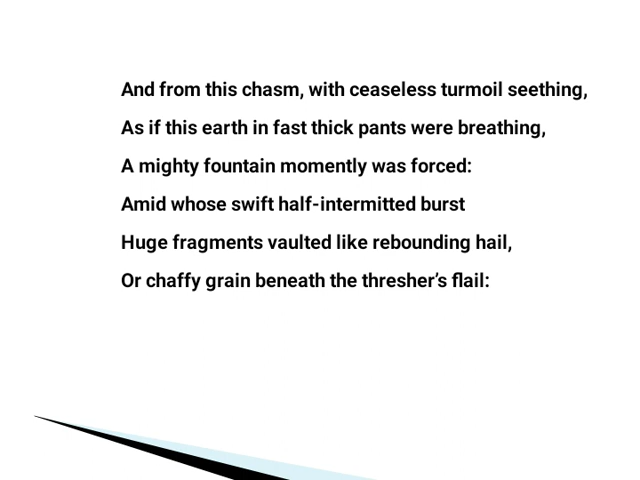 And from this chasm, with ceaseless turmoil seething,
As if this earth in fast thick pants were breathing,
A mighty fountain momently was forced:
Amid whose swift half-intermitted burst
Huge fragments vaulted like rebounding hail,
Or chaffy grain beneath the thresher’s flail: